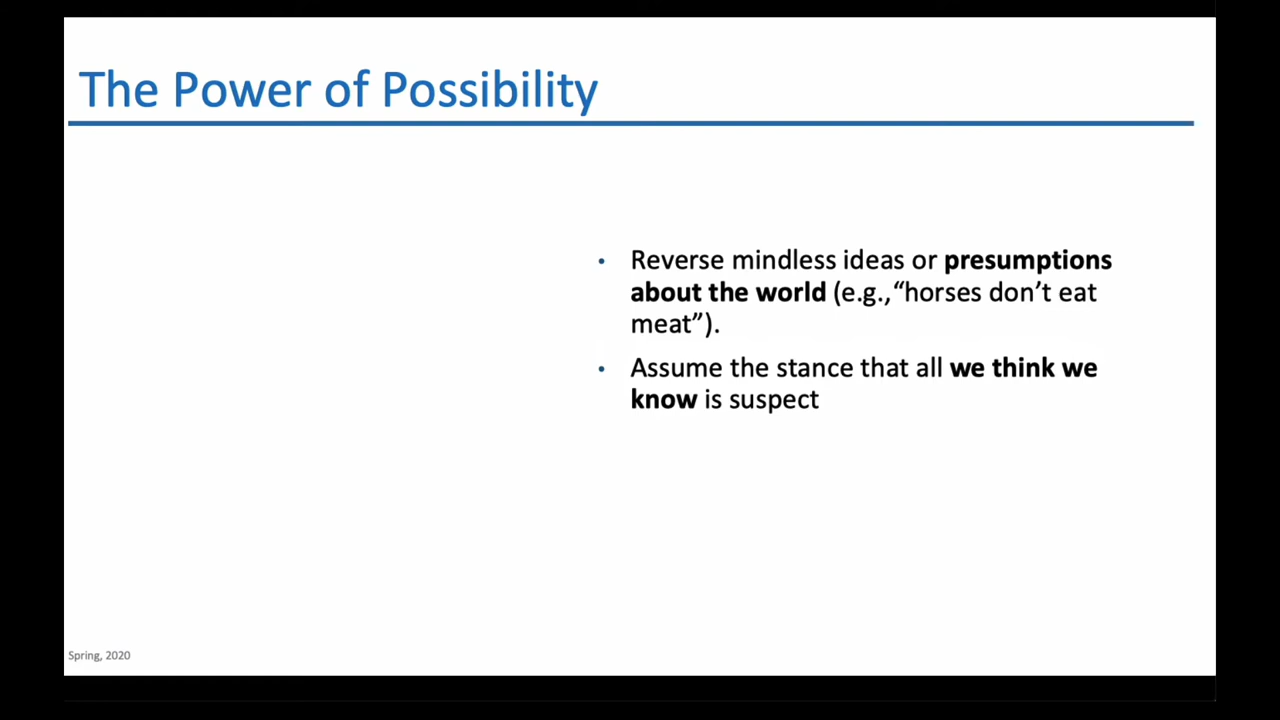 The Power of Possibility
• Reverse mindless ideas or presumptions
about the world (e.g.,“horses don’t eat
meat”).
• Assume the stance that all we think we
know is suspect
Spring, 2020